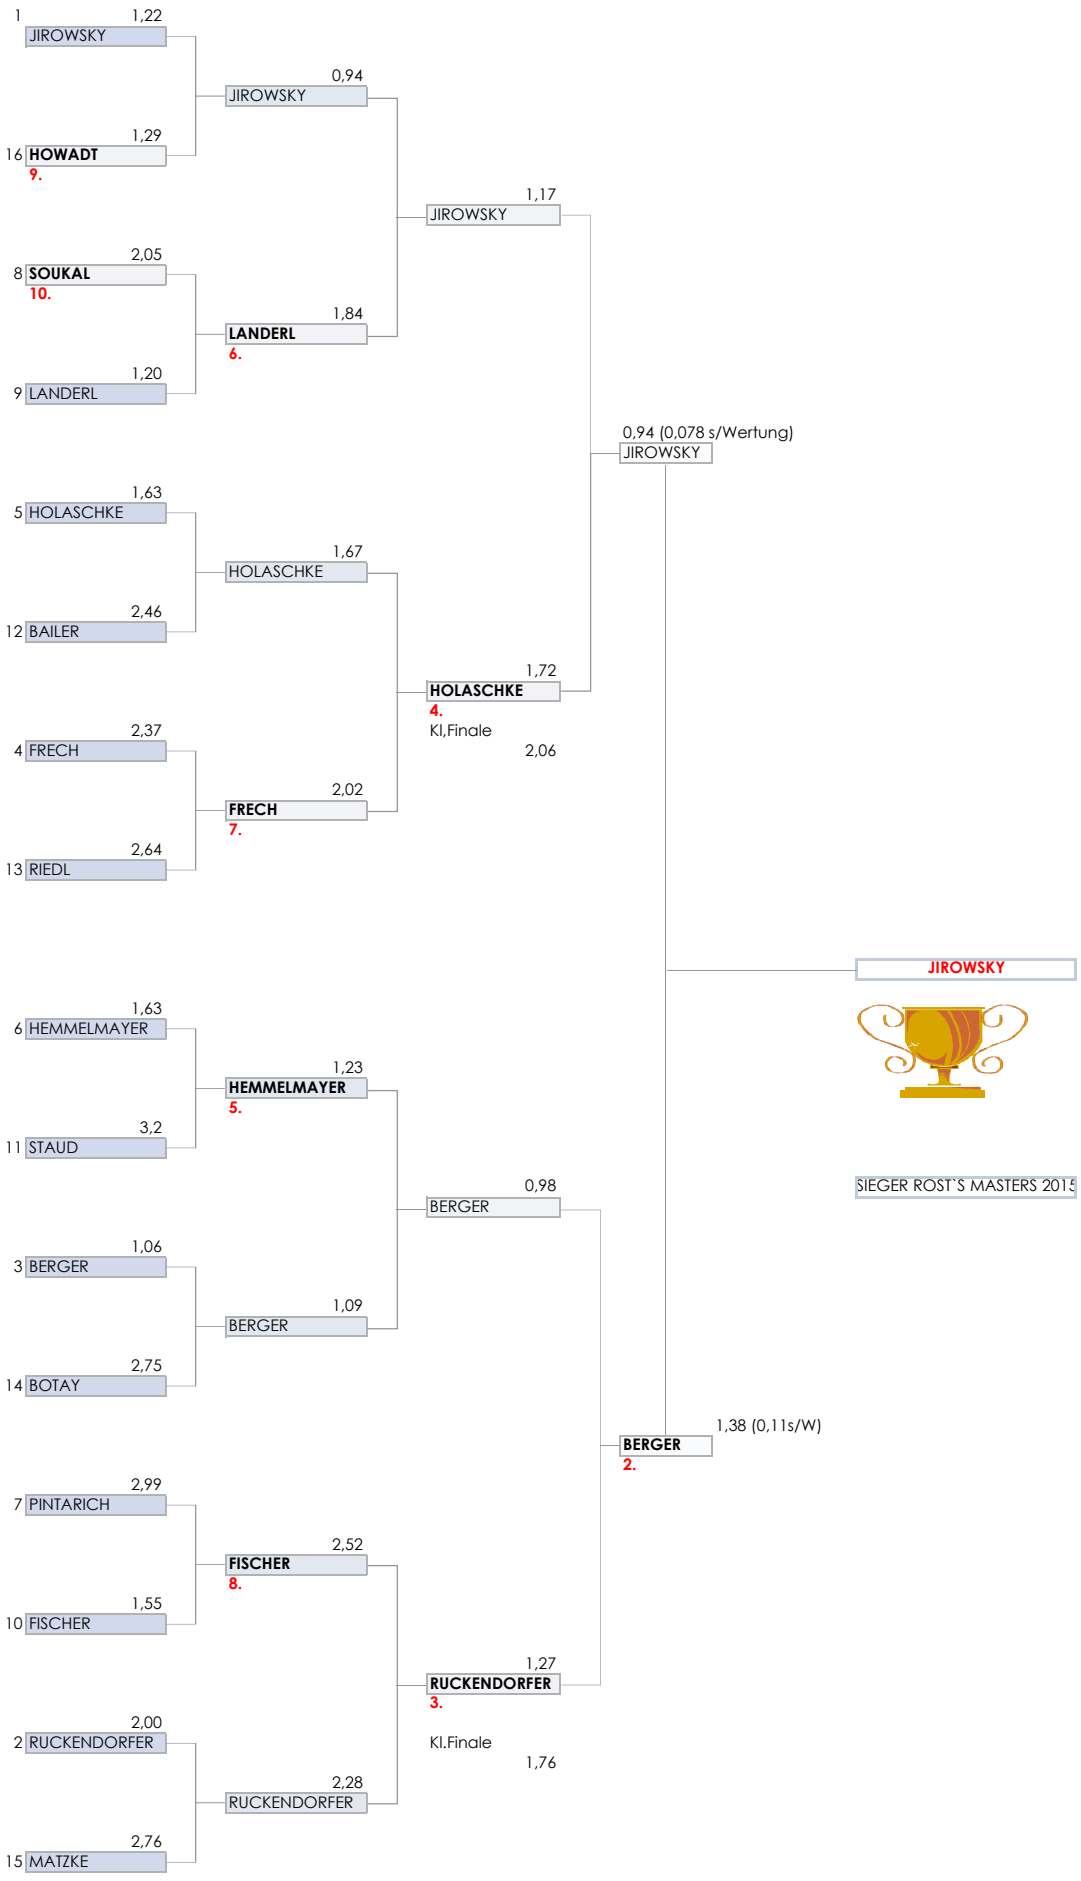 1 1,22
JIROWSKY
0,94
JIROWSKY
1,29
16 HOWADT
9.
1,17
JIROWSKY
2,05
8 SOUKAL
10.
1,84
LANDERL
6.
1,20
9 LANDERL
0,94 (0,078 s/Wertung)
JIROWSKY
1,63
5 HOLASCHKE
1,67
HOLASCHKE
2,46
12 BAILER
1,72
HOLASCHKE
4.
Kl,Finale
2,06
2,37
4 FRECH
2,02
FRECH
7.
2,64
13 RIEDL
JIROWSKY
1,63
6 HEMMELMAYER
1,23
HEMMELMAYER
5.
3,2
11 STAUD
0,98
BERGER
SIEGER ROST`S MASTERS 2015
1,06
3 BERGER
1,09
BERGER
2,75
14 BOTAY
1,38 (0,11s/W)
BERGER
2.
2,99
7 PINTARICH
2,52
FISCHER
8.
1,55
10 FISCHER
1,27
RUCKENDORFER
3.
Kl.Finale
1,76
2,00
2 RUCKENDORFER
2,28
RUCKENDORFER
2,76
15 MATZKE